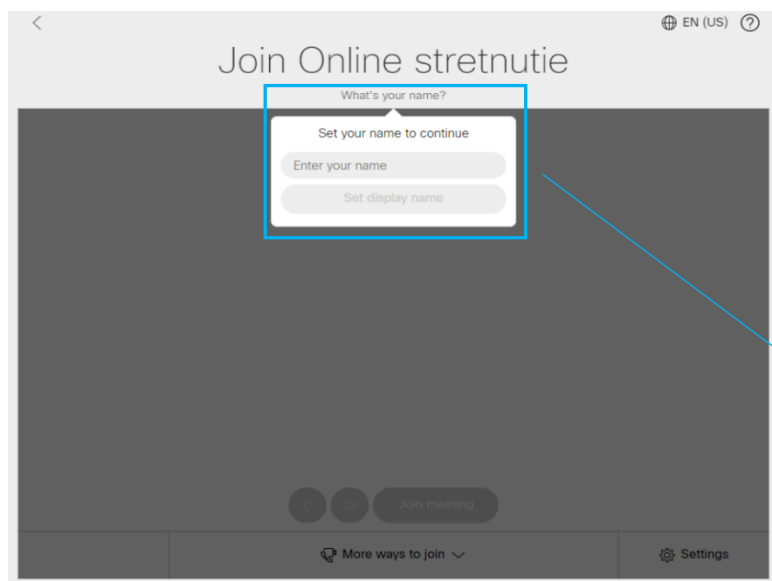 EN (US)
Join Online stretnutie
What's your name?
Set your name to continue
Enter your name
Set display name
Join meeting
More ways to join
Settings